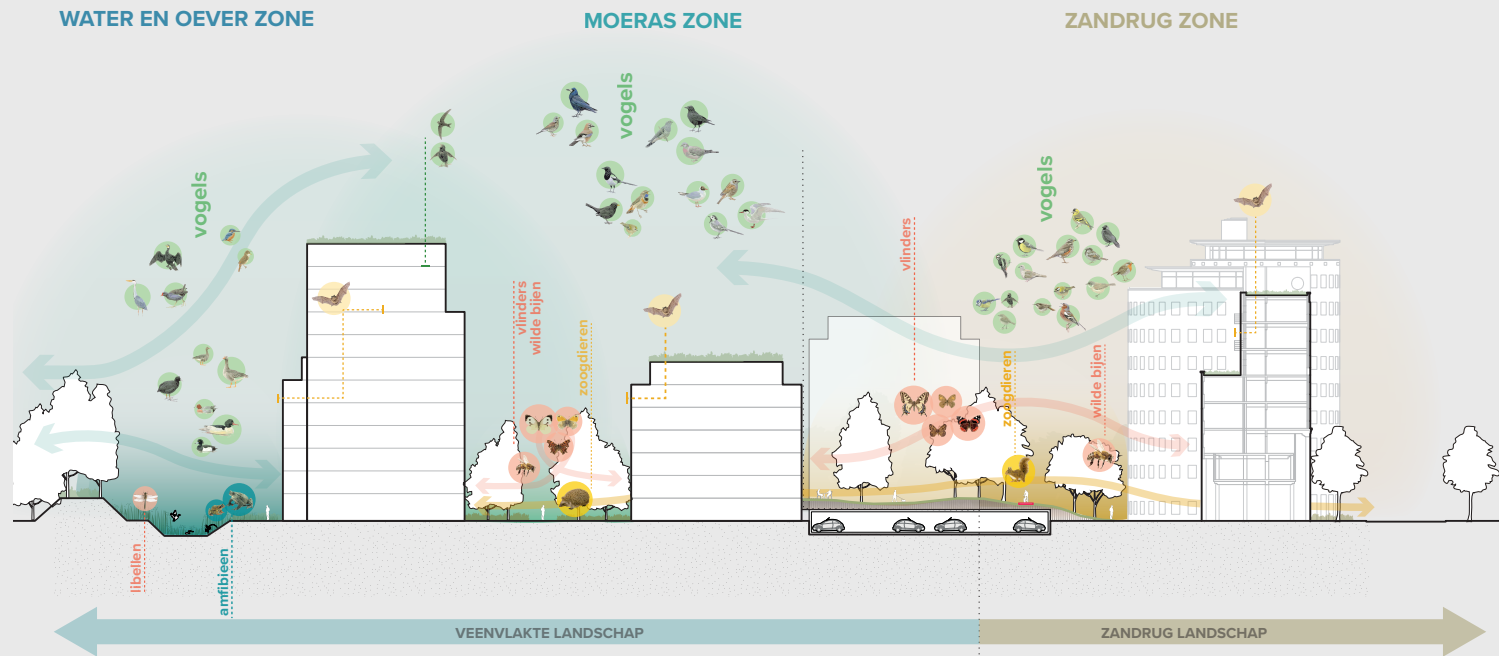 WATER EN OEVER ZONE
MOERAS ZONE
ZANDRUG ZONE
vogels
vogels
vogels
vlinders
vlinders
wilde bijen
zoogdieren
zoogdieren
wilde bijen
libellen
amfibieen
VEENVLAKTE LANDSCHAP
ZANDRUG LANDSCHAP